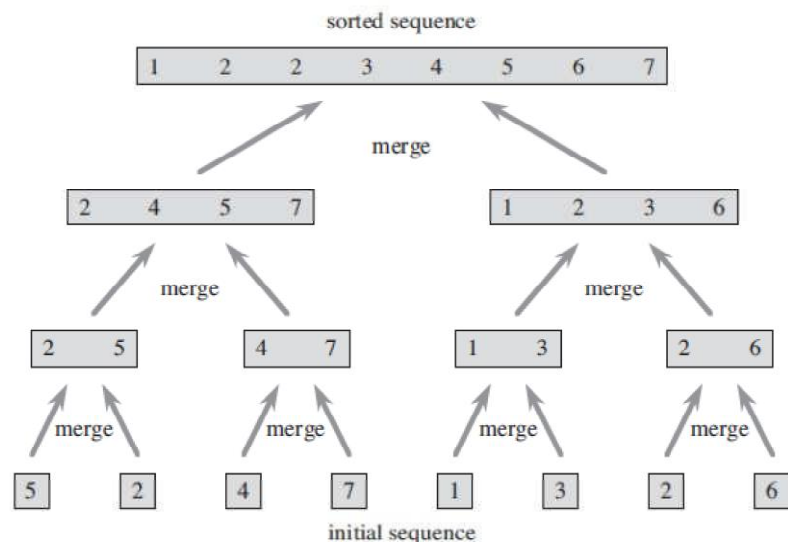 sorted sequence
1 2 2 3 4 5 6 7
merge
2 4 5 7
1 2 3 6
merge
merge
2 5
4 7
1 3
2 6
merge
merge
merge
merge
5
2
4
7
1
3
2
6
initial sequence